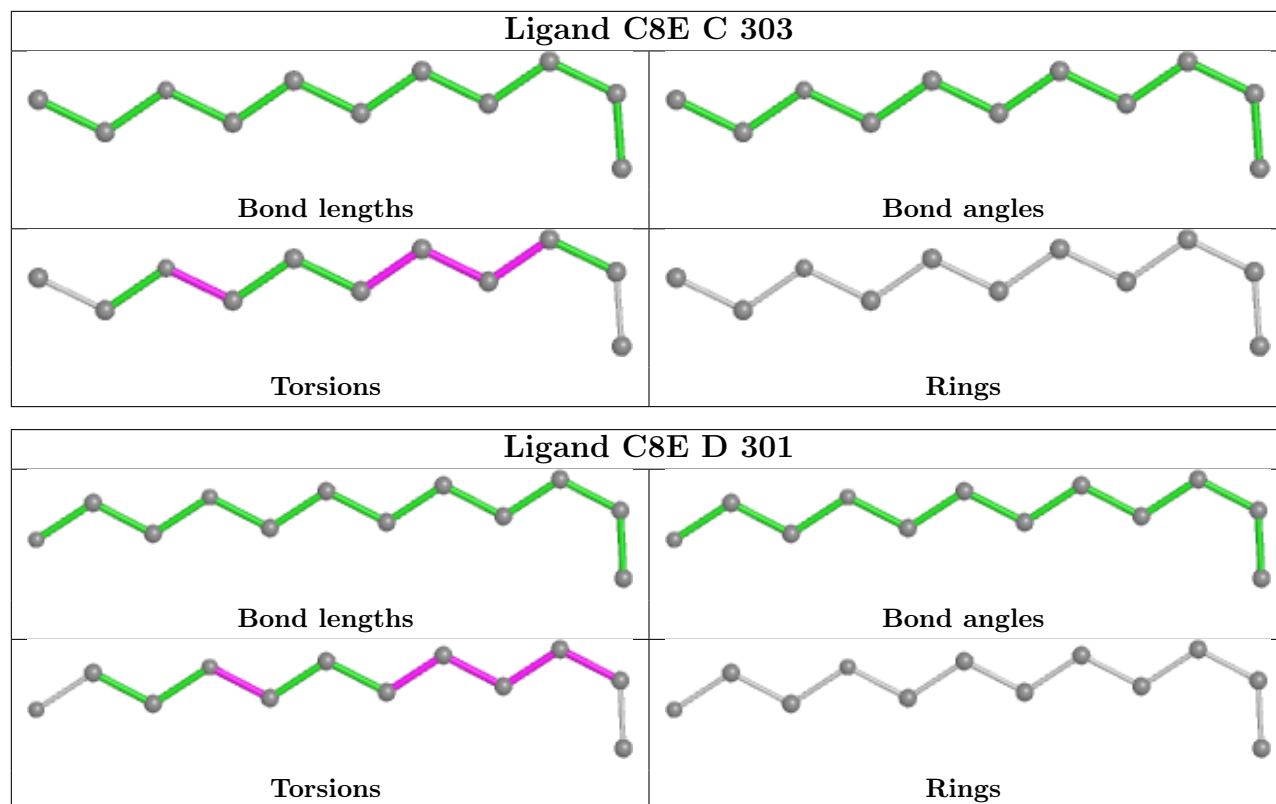 Ligand C8E C 303
Bond lengths
Bond angles
Torsions
Rings
Ligand C8E D 301
Bond lengths
Bond angles
Torsions
Rings